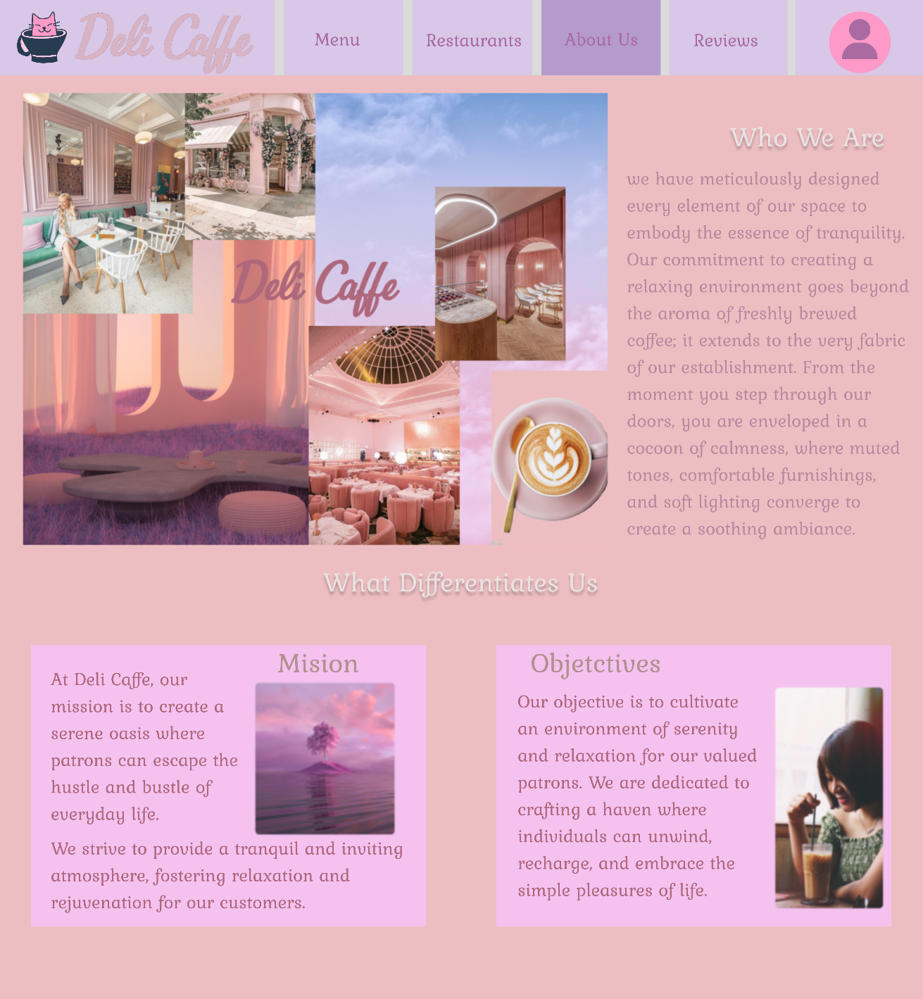 Deli Caffe
Menu
Restaurants
About Us
Reviews
Deli Caffe
Who We Are
we have meticulously designed
every element of our space to
embody the essence of tranquility.
Our commitment to creating a
relaxing environment goes beyond
the aroma of freshly brewed
coffee; it extends to the very fabric
of our establishment. From the
moment you step through our
doors, you are enveloped in a
cocoon of calmness, where muted
tones, comfortable furnishings,
and soft lighting converge to
create a soothing ambiance.
What Differentiates Us
Mision
At Deli Caffe, our
mission is to create a
serene oasis where
patrons can escape the
hustle and bustle of
everyday life.
We strive to provide a tranquil and inviting
atmosphere, fostering relaxation and
rejuvenation for our customers.
Objetctives
Our objective is to cultivate
an environment of serenity
and relaxation for our valued
patrons. We are dedicated to
crafting a haven where
individuals can unwind,
recharge, and embrace the
simple pleasures of life.